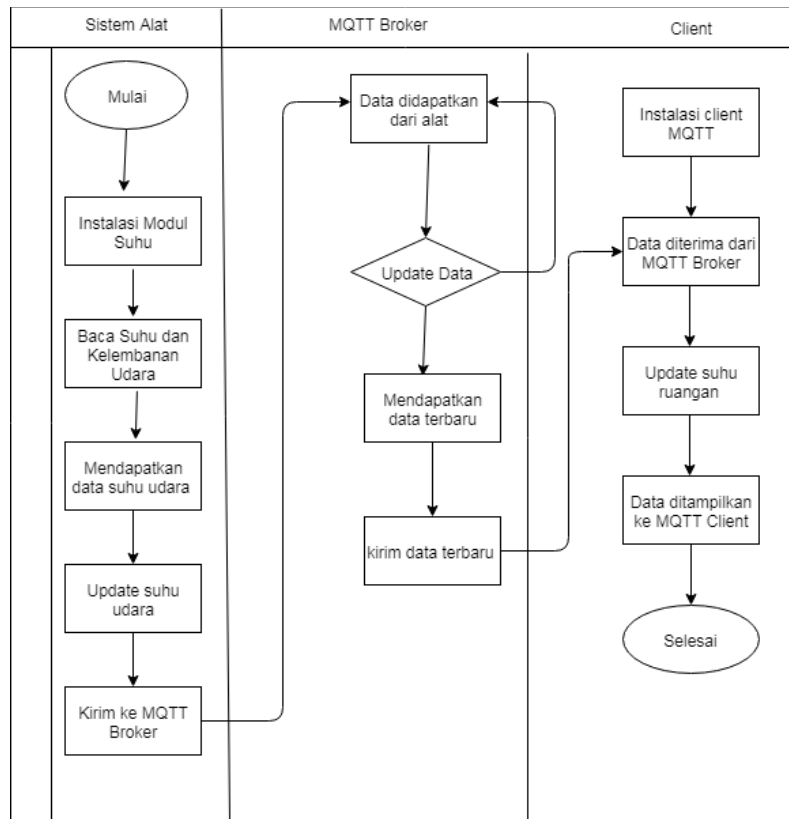 Sistem Alat
MQTT Broker
Client
Mulai
Instalasi Modul
Suhu
Baca Suhu dan
Kelembanan
Udara
Mendapatkan
data suhu udara
Update suhu
udara
Kirim ke MQTT
Broker
Data didapatkan
dari alat
Update Data
Mendapatkan
data terbaru
kirim data terbaru
Instalasi client
MQTT
Data diterima dari
MQTT Broker
Update suhu
ruangan
Data ditampilkan
ke MQTT Client
Selesai